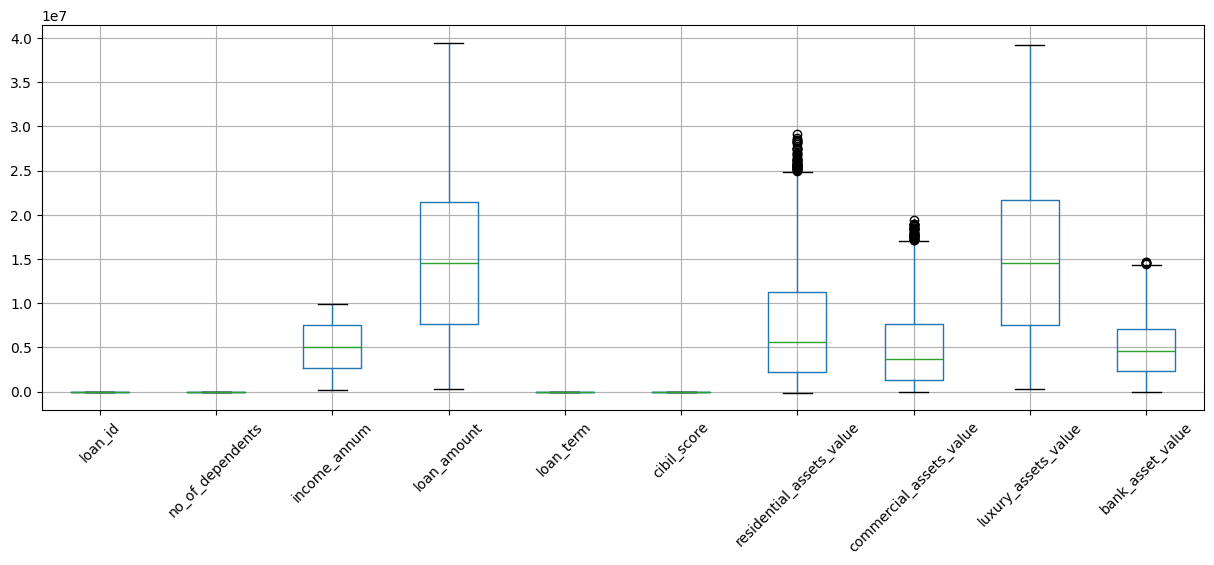 1e7
4.0
3.5
3.0
2.5
2.0
1.5
1.0
0.5
0.0
loan_id
no_of_dependents
income_annum
loan_amount
loan_term
cibil_score
residential_assets_value
commercial_assets_value
luxury_assets_value
bank_asset_value